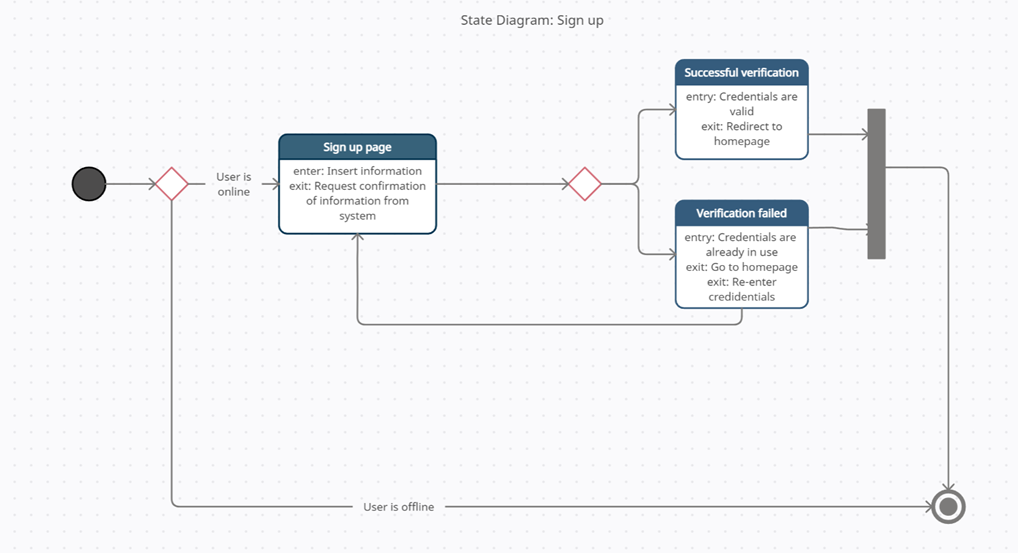 State Diagram: Sign up
Successful verification
entry: Credentials are
valid
exit: Redirect to
homepage
Sign up page
enter: Insert information
exit: Request confirmation
of information from
system
User is
online
Verification failed
entry: Credentials are
already in use
exit: Go to homepage
exit: Re-enter
credidentials
User is offline